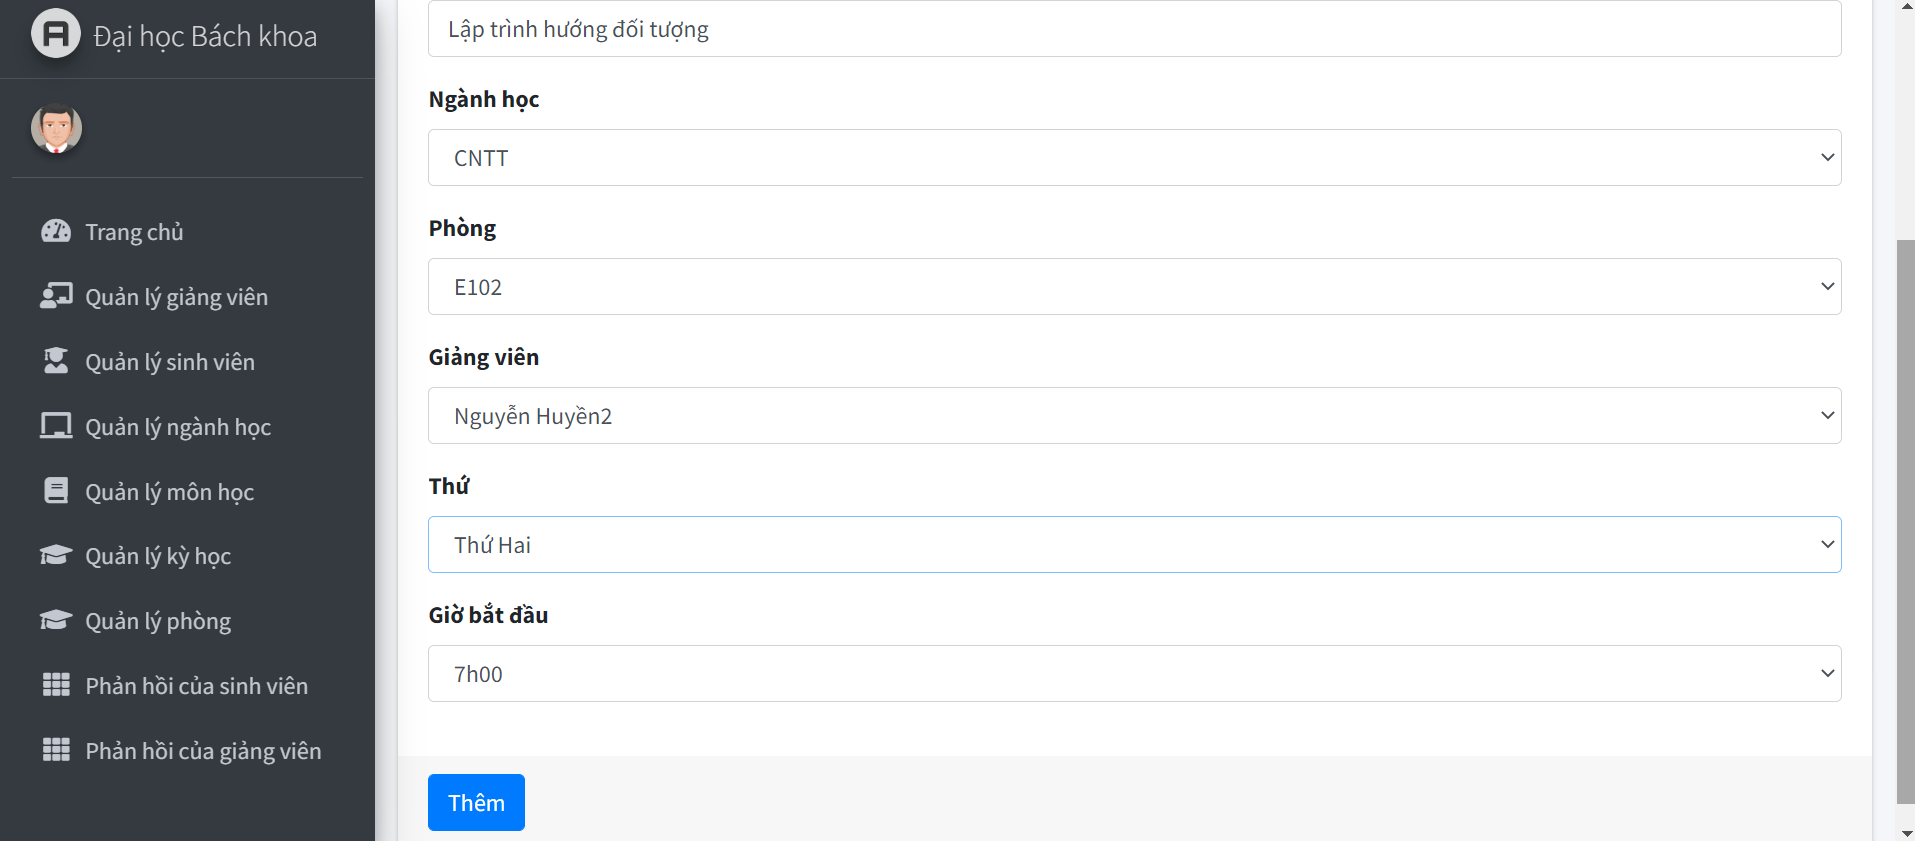 Đại học Bách khoa
Trang chủ
Quản lý giảng viên
Quản lý sinh viên
Quản lý ngành học
Quản lý môn học
Quản lý kỳ học
Quản lý phòng
Phản hồi của sinh viên
Phản hồi của giảng viên
Lập trình hướng đối tượng
Ngành học
CNTT
Phòng
E102
Giảng viên
Nguyễn Huyền2
Thứ
Thứ Hai
Giờ bắt đầu
7h00
Thêm